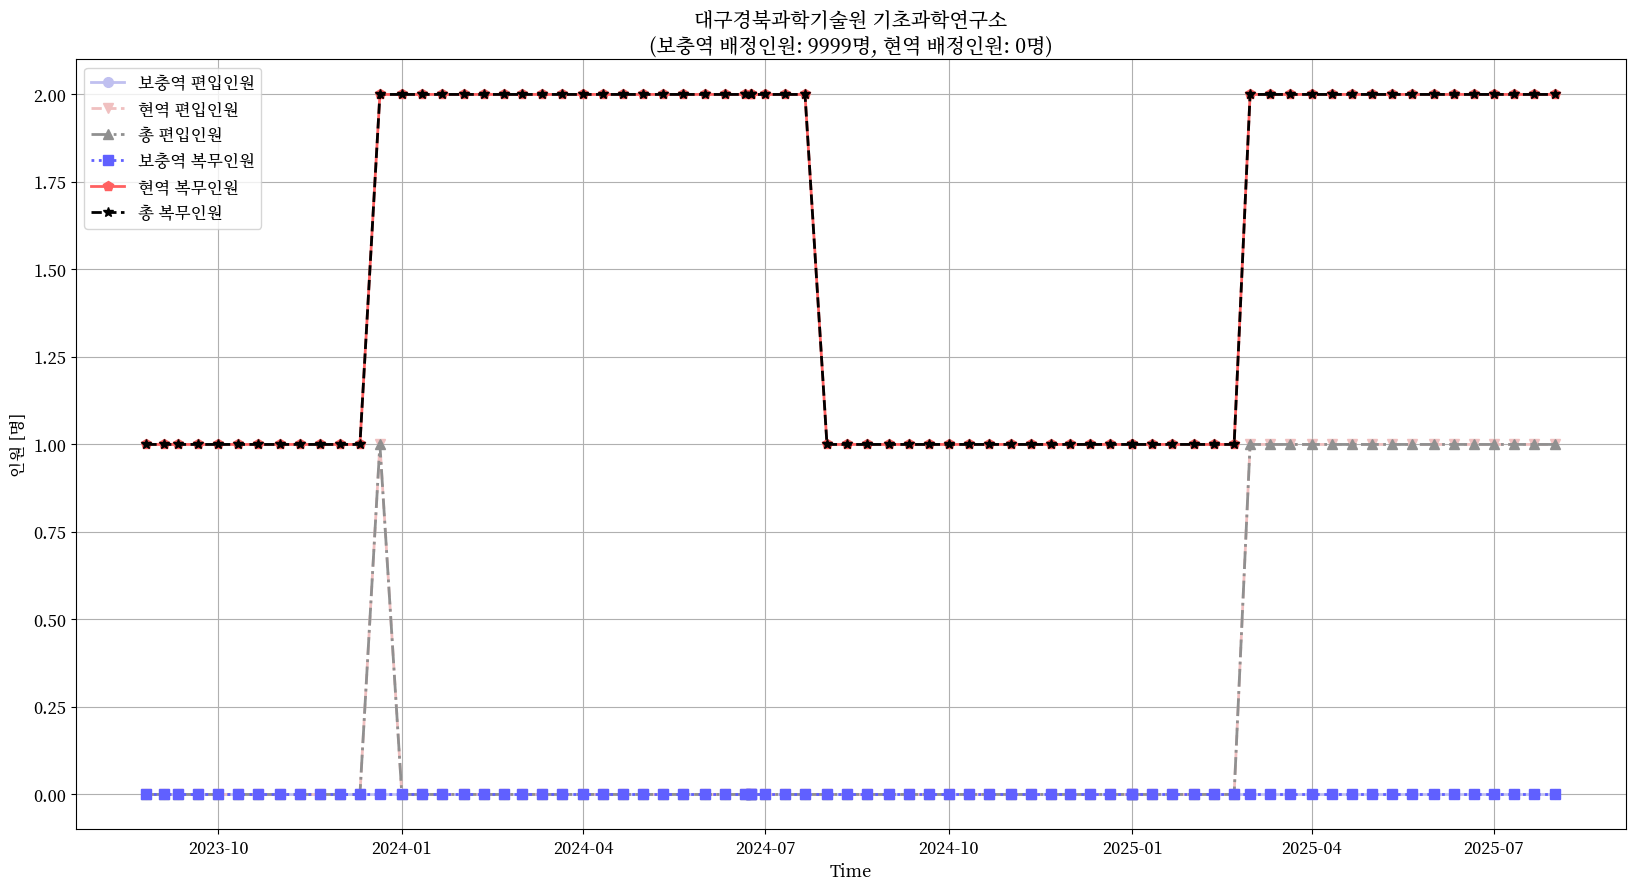 대구경북과학기술원 기초과학연구소
(보충역 배정인원: 9999명, 현역 배정인원: 0명)
보충역 편입인원
현역 편입인원
총 편입인원
보충역 복무인원
현역 복무인원
총 복무인원
2.00
1.75
1.50
1.25
1.00
0.75
0.50
0.25
0.00
인원 [명]
2023-10
2024-01
2024-04
2024-07
2024-10
2025-01
2025-04
2025-07
Time